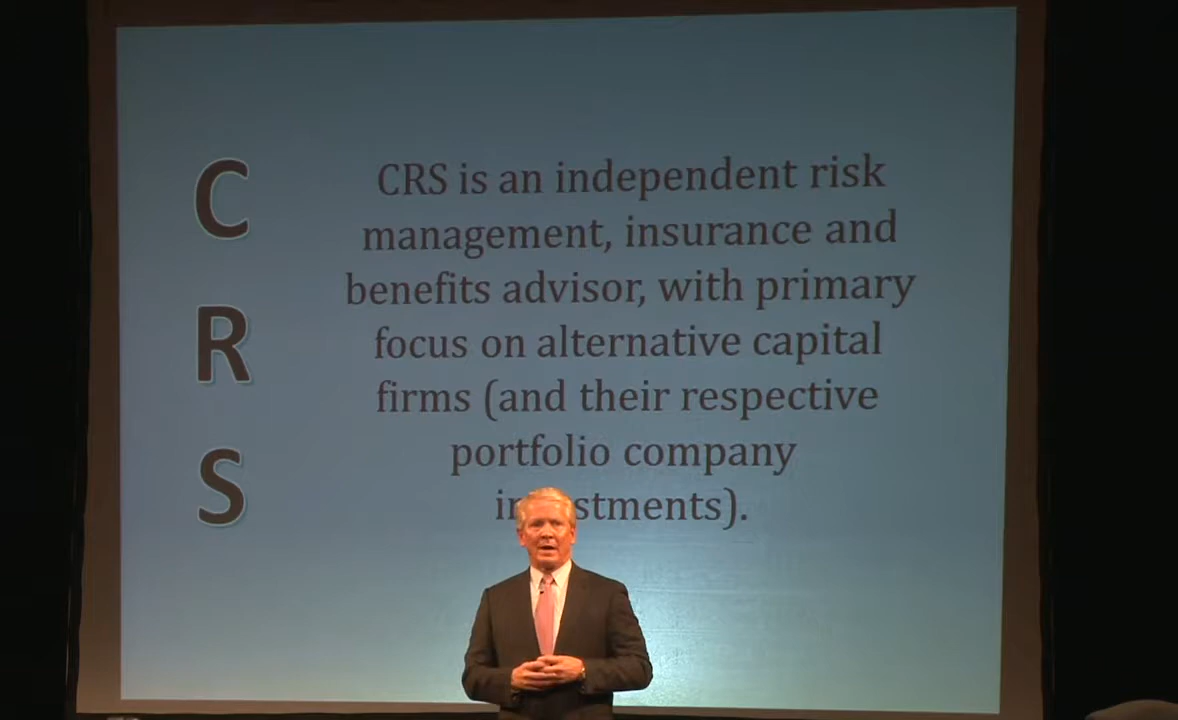 C
R
S
CRS is an independent risk
management, insurance and
benefits advisor, with primary
focus on alternative capital
firms (and their respective
portfolio company
investments).